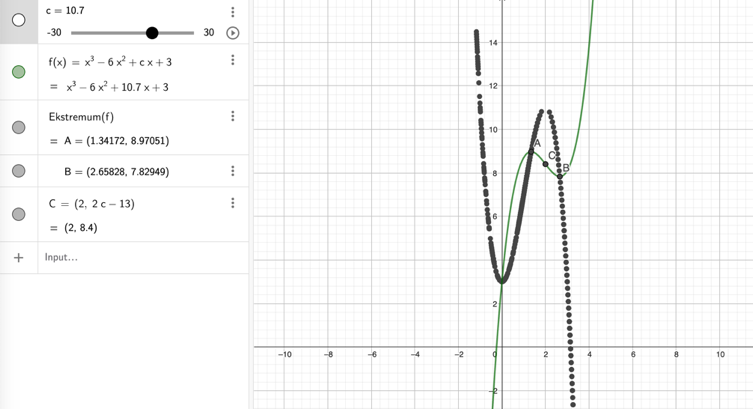 c = 10.7
-30
30
f(x) = x³ − 6 x² + c x + 3
= x³ − 6 x² + 10.7 x + 3
Ekstremum(f)
= A = (1.34172, 8.97051)
B = (2.65828, 7.82949)
C = (2, 2 c − 13)
= (2, 8.4)
+ Input...
14
12
10
A
C
B
8
6
2
−10 −8 −6 −4 −2 0 2 4 6 8 10
−2